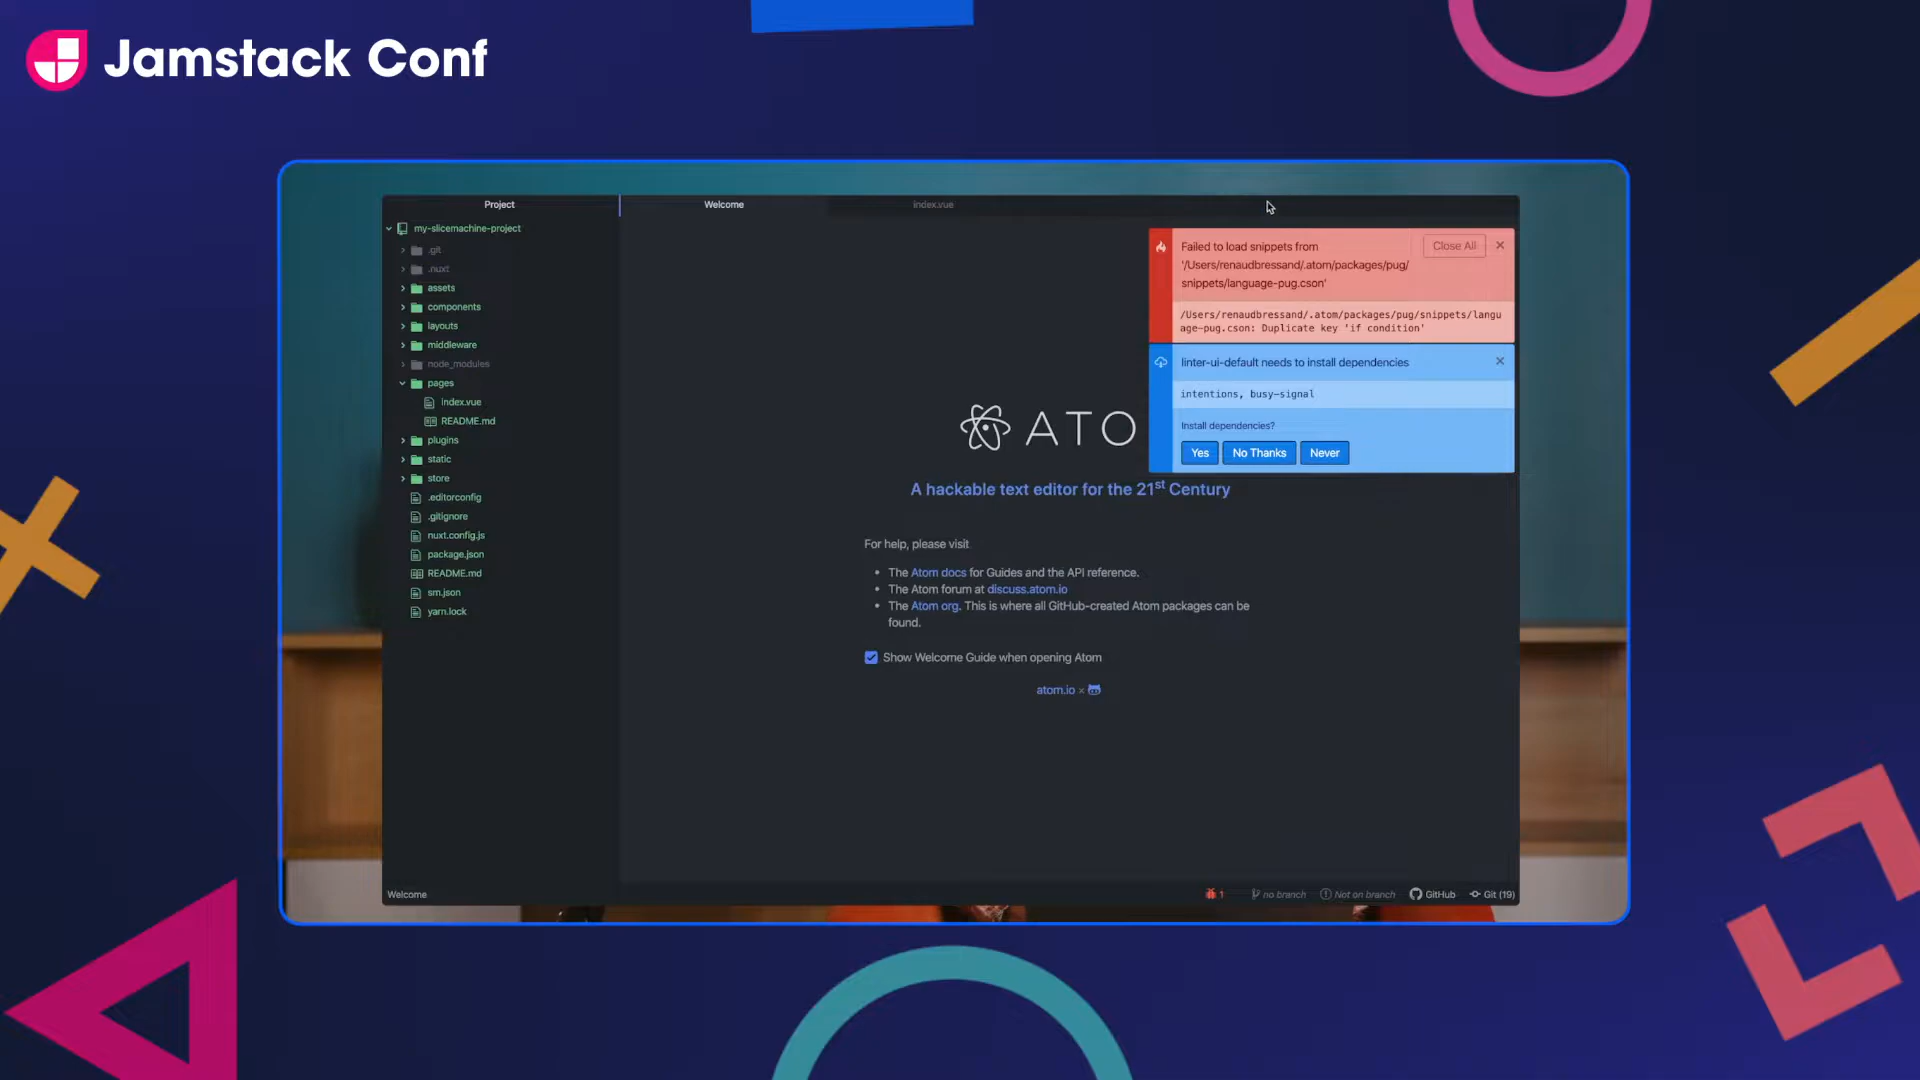 Jamstack Conf
Project
Welcome
index.vue
my-slicemachine-project
.git
.nuxt
assets
components
layouts
middleware
node_modules
pages
index.vue
README.md
plugins
static
store
.editorconfig
.gitignore
nuxt.config.js
package.json
README.md
sm.json
yarn.lock
Failed to load snippets from
'/Users/renaudbressand/.atom/packages/pug/
snippets/language-pug.cson'
Close All
/Users/renaudbressand/.atom/packages/pug/snippets/langu
age-pug.cson: Duplicate key 'if condition'
linter-ui-default needs to install dependencies
intentions, busy-signal
Install dependencies?
Yes
No Thanks
Never
ATO
A hackable text editor for the 21st Century
For help, please visit
• The Atom docs for Guides and the API reference.
• The Atom forum at discuss.atom.io
• The Atom org. This is where all GitHub-created Atom packages can be
found.
Show Welcome Guide when opening Atom
atom.io ×
Welcome
1
no branch
Not on branch
GitHub
Git (19)